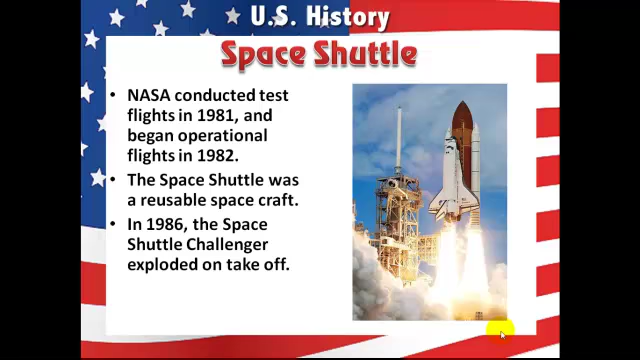 U.S. History
Space Shuttle
• NASA conducted test
flights in 1981, and
began operational
flights in 1982.
• The Space Shuttle was
a reusable space craft.
• In 1986, the Space
Shuttle Challenger
exploded on take off.